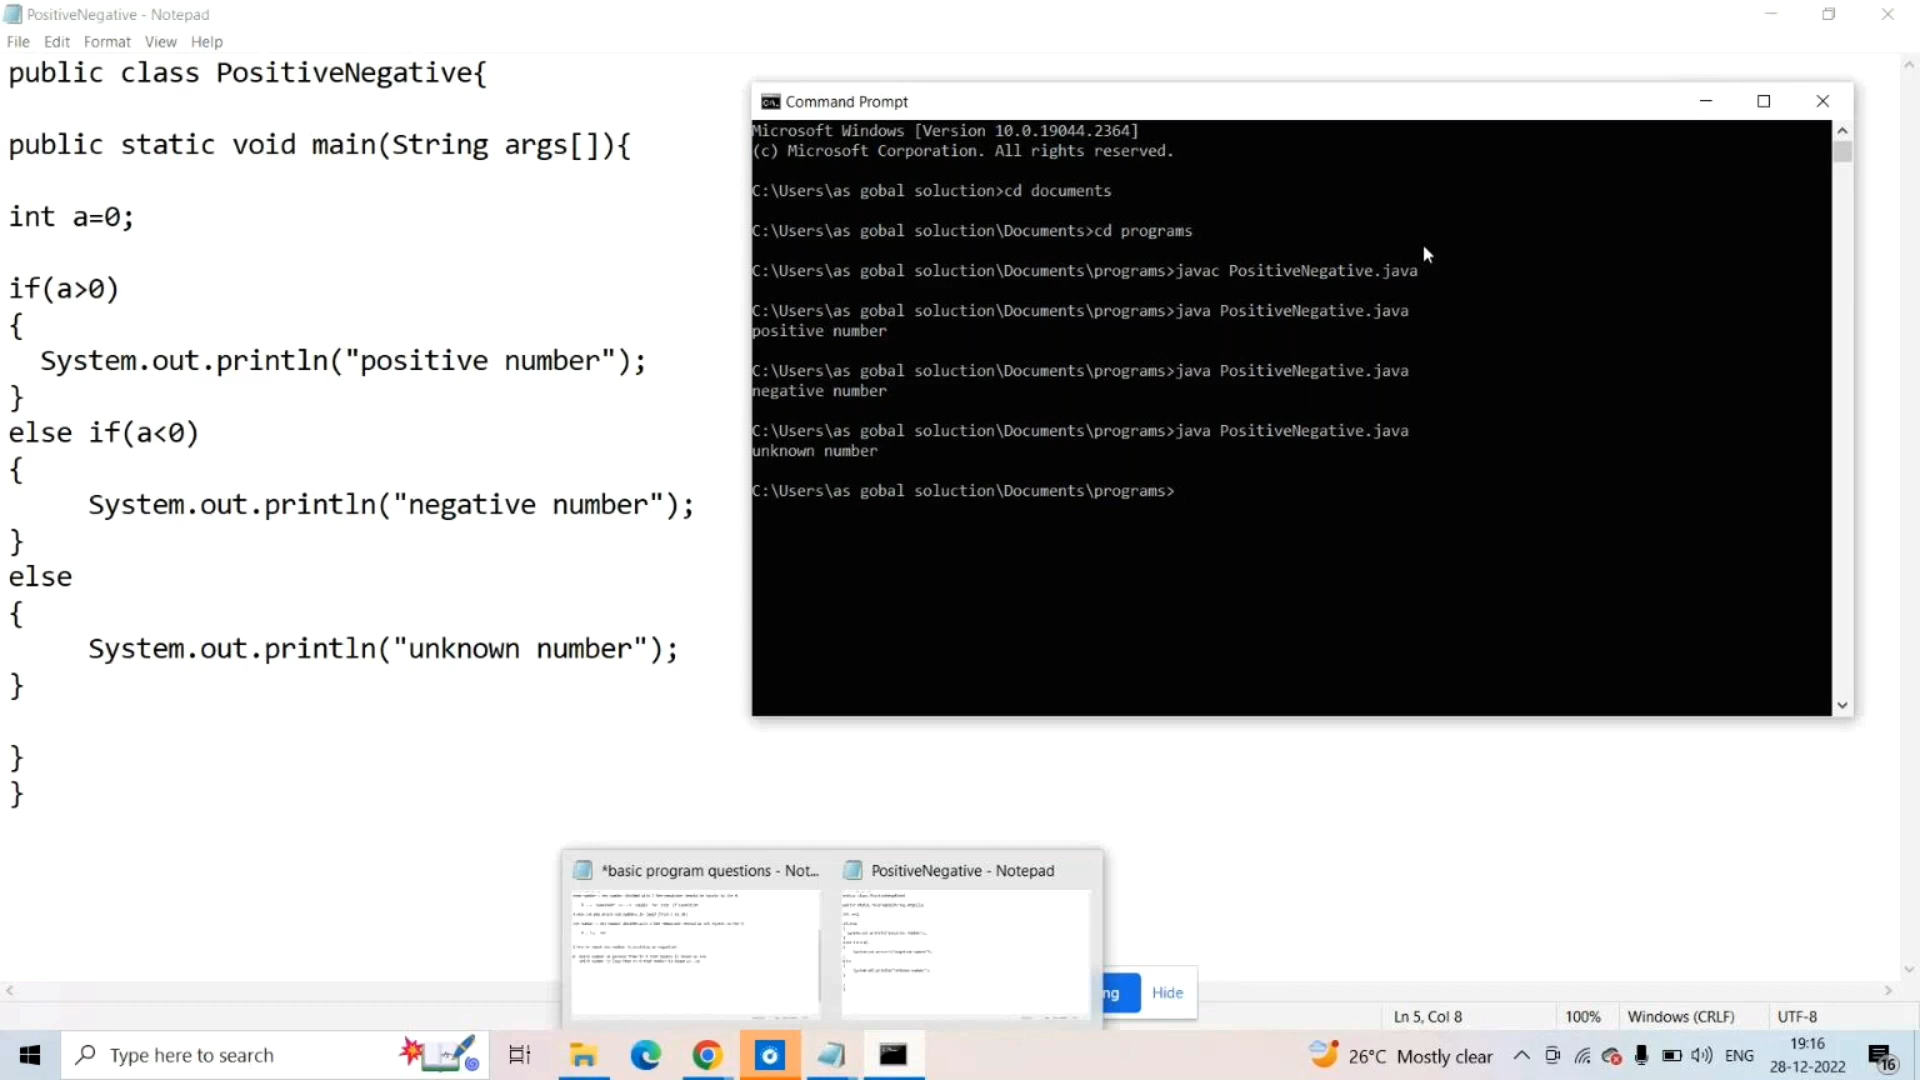 PositiveNegative - Notepad
File Edit Format View Help
public class PositiveNegative{
public static void main(String args[]){
int a=0;
if(a>0)
{
System.out.println("positive number");
}
else if(a<0)
{
System.out.println("negative number");
}
else
{
System.out.println("unknown number");
}
}
}
Command Prompt
Microsoft Windows [Version 10.0.19044.2364]
(c) Microsoft Corporation. All rights reserved.
C:\Users\as gobal soluction>cd documents
C:\Users\as gobal soluction\Documents>cd programs
C:\Users\as gobal soluction\Documents\programs>javac PositiveNegative.java
C:\Users\as gobal soluction\Documents\programs>java PositiveNegative.java
positive number
C:\Users\as gobal soluction\Documents\programs>java PositiveNegative.java
negative number
C:\Users\as gobal soluction\Documents\programs>java PositiveNegative.java
unknown number
C:\Users\as gobal soluction\Documents\programs>
*basic program questions - Not...
PositiveNegative - Notepad
ng Hide
Ln 5, Col 8 100% Windows (CRLF) UTF-8
Type here to search
26°C Mostly clear
ENG
19:16
28-12-2022
16